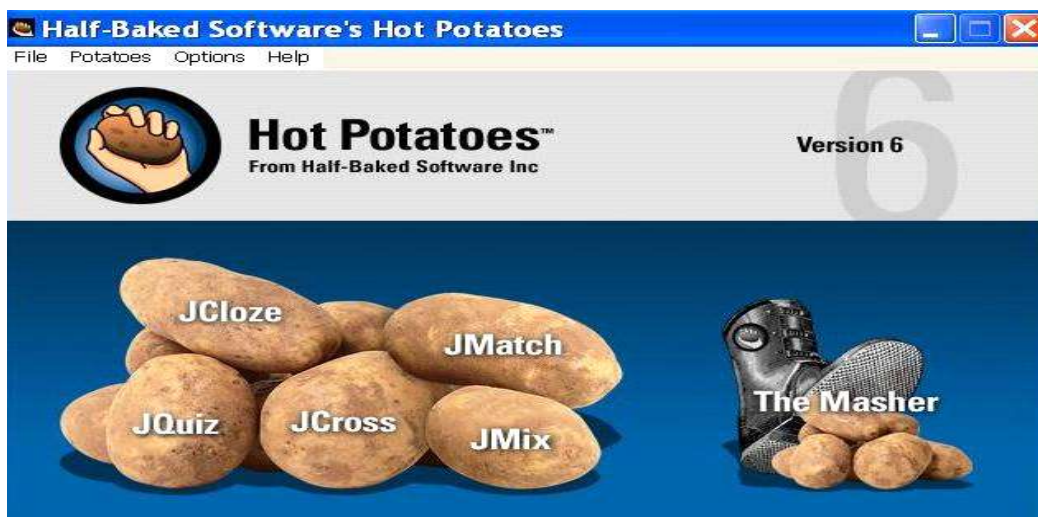 Half-Baked Software's Hot Potatoes
File Potatoes Options Help
6
Hot Potatoes™
From Half-Baked Software Inc
Version 6
JCloze
JMatch
JQuiz
JCross
JMix
The Masher